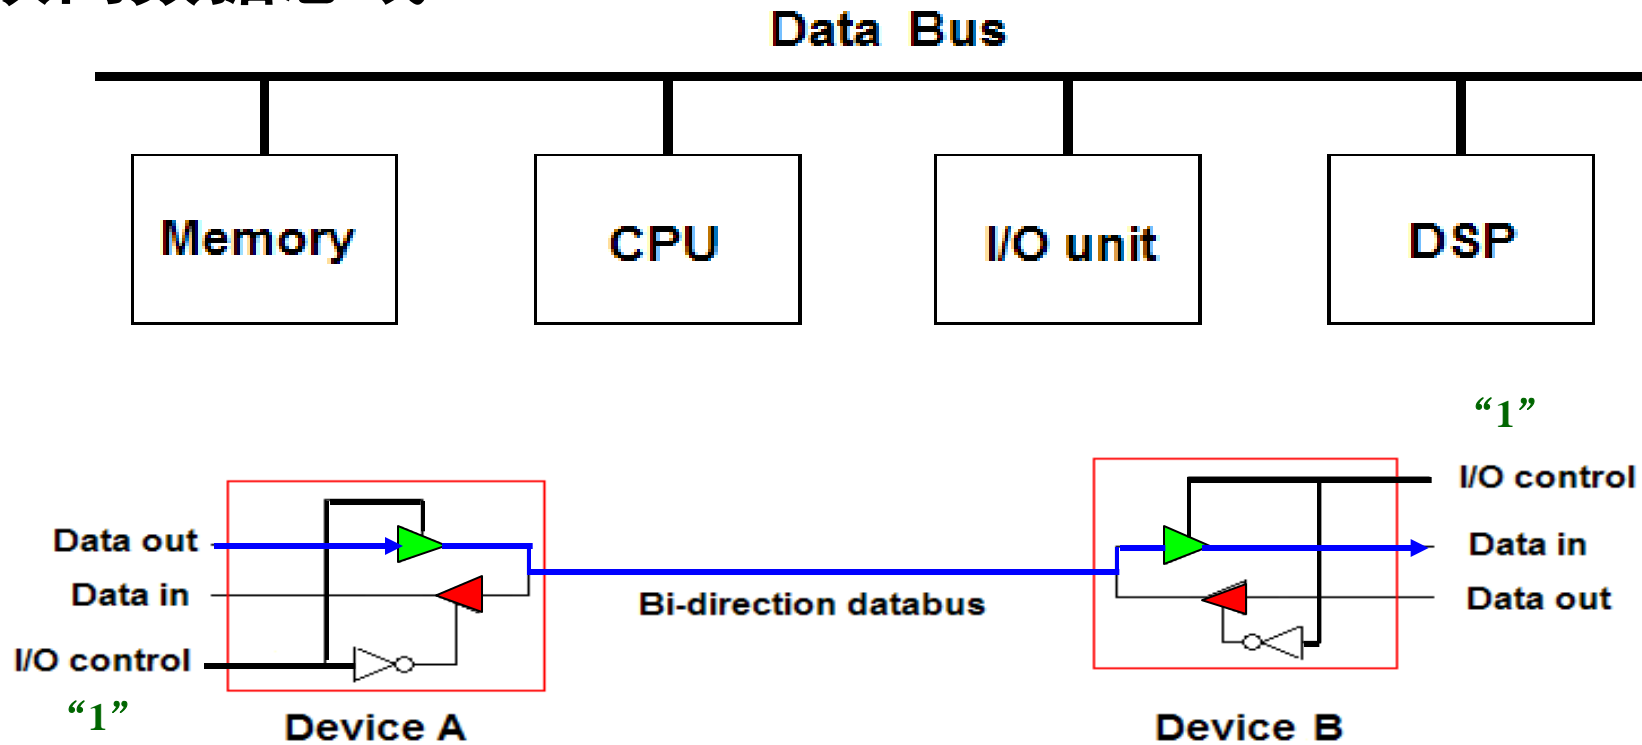 Data Bus
Memory
CPU
I/O unit
DSP
“1”
I/O control
Data out
Data in
Data in
Bi-direction databus
Data out
I/O control
“1”
Device A
Device B